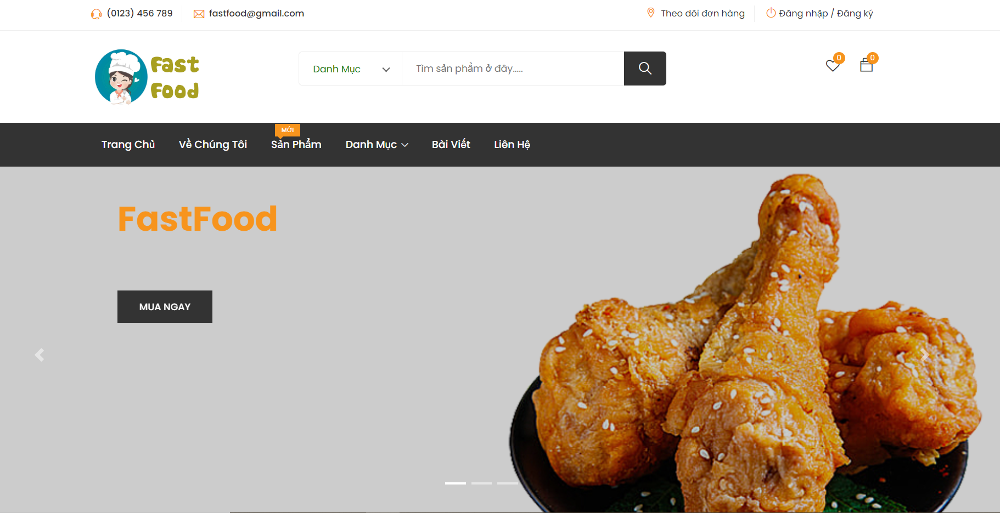 (0123) 456 789
fastfood@gmail.com
Theo dõi đơn hàng
Đăng nhập / Đăng ký
Fast
Food
Danh Mục
Tìm sản phẩm ở đây.....
0
0
MỚI
Trang Chủ
Về Chúng Tôi
Sản Phẩm
Danh Mục
Bài Viết
Liên Hệ
FastFood
MUA NGAY